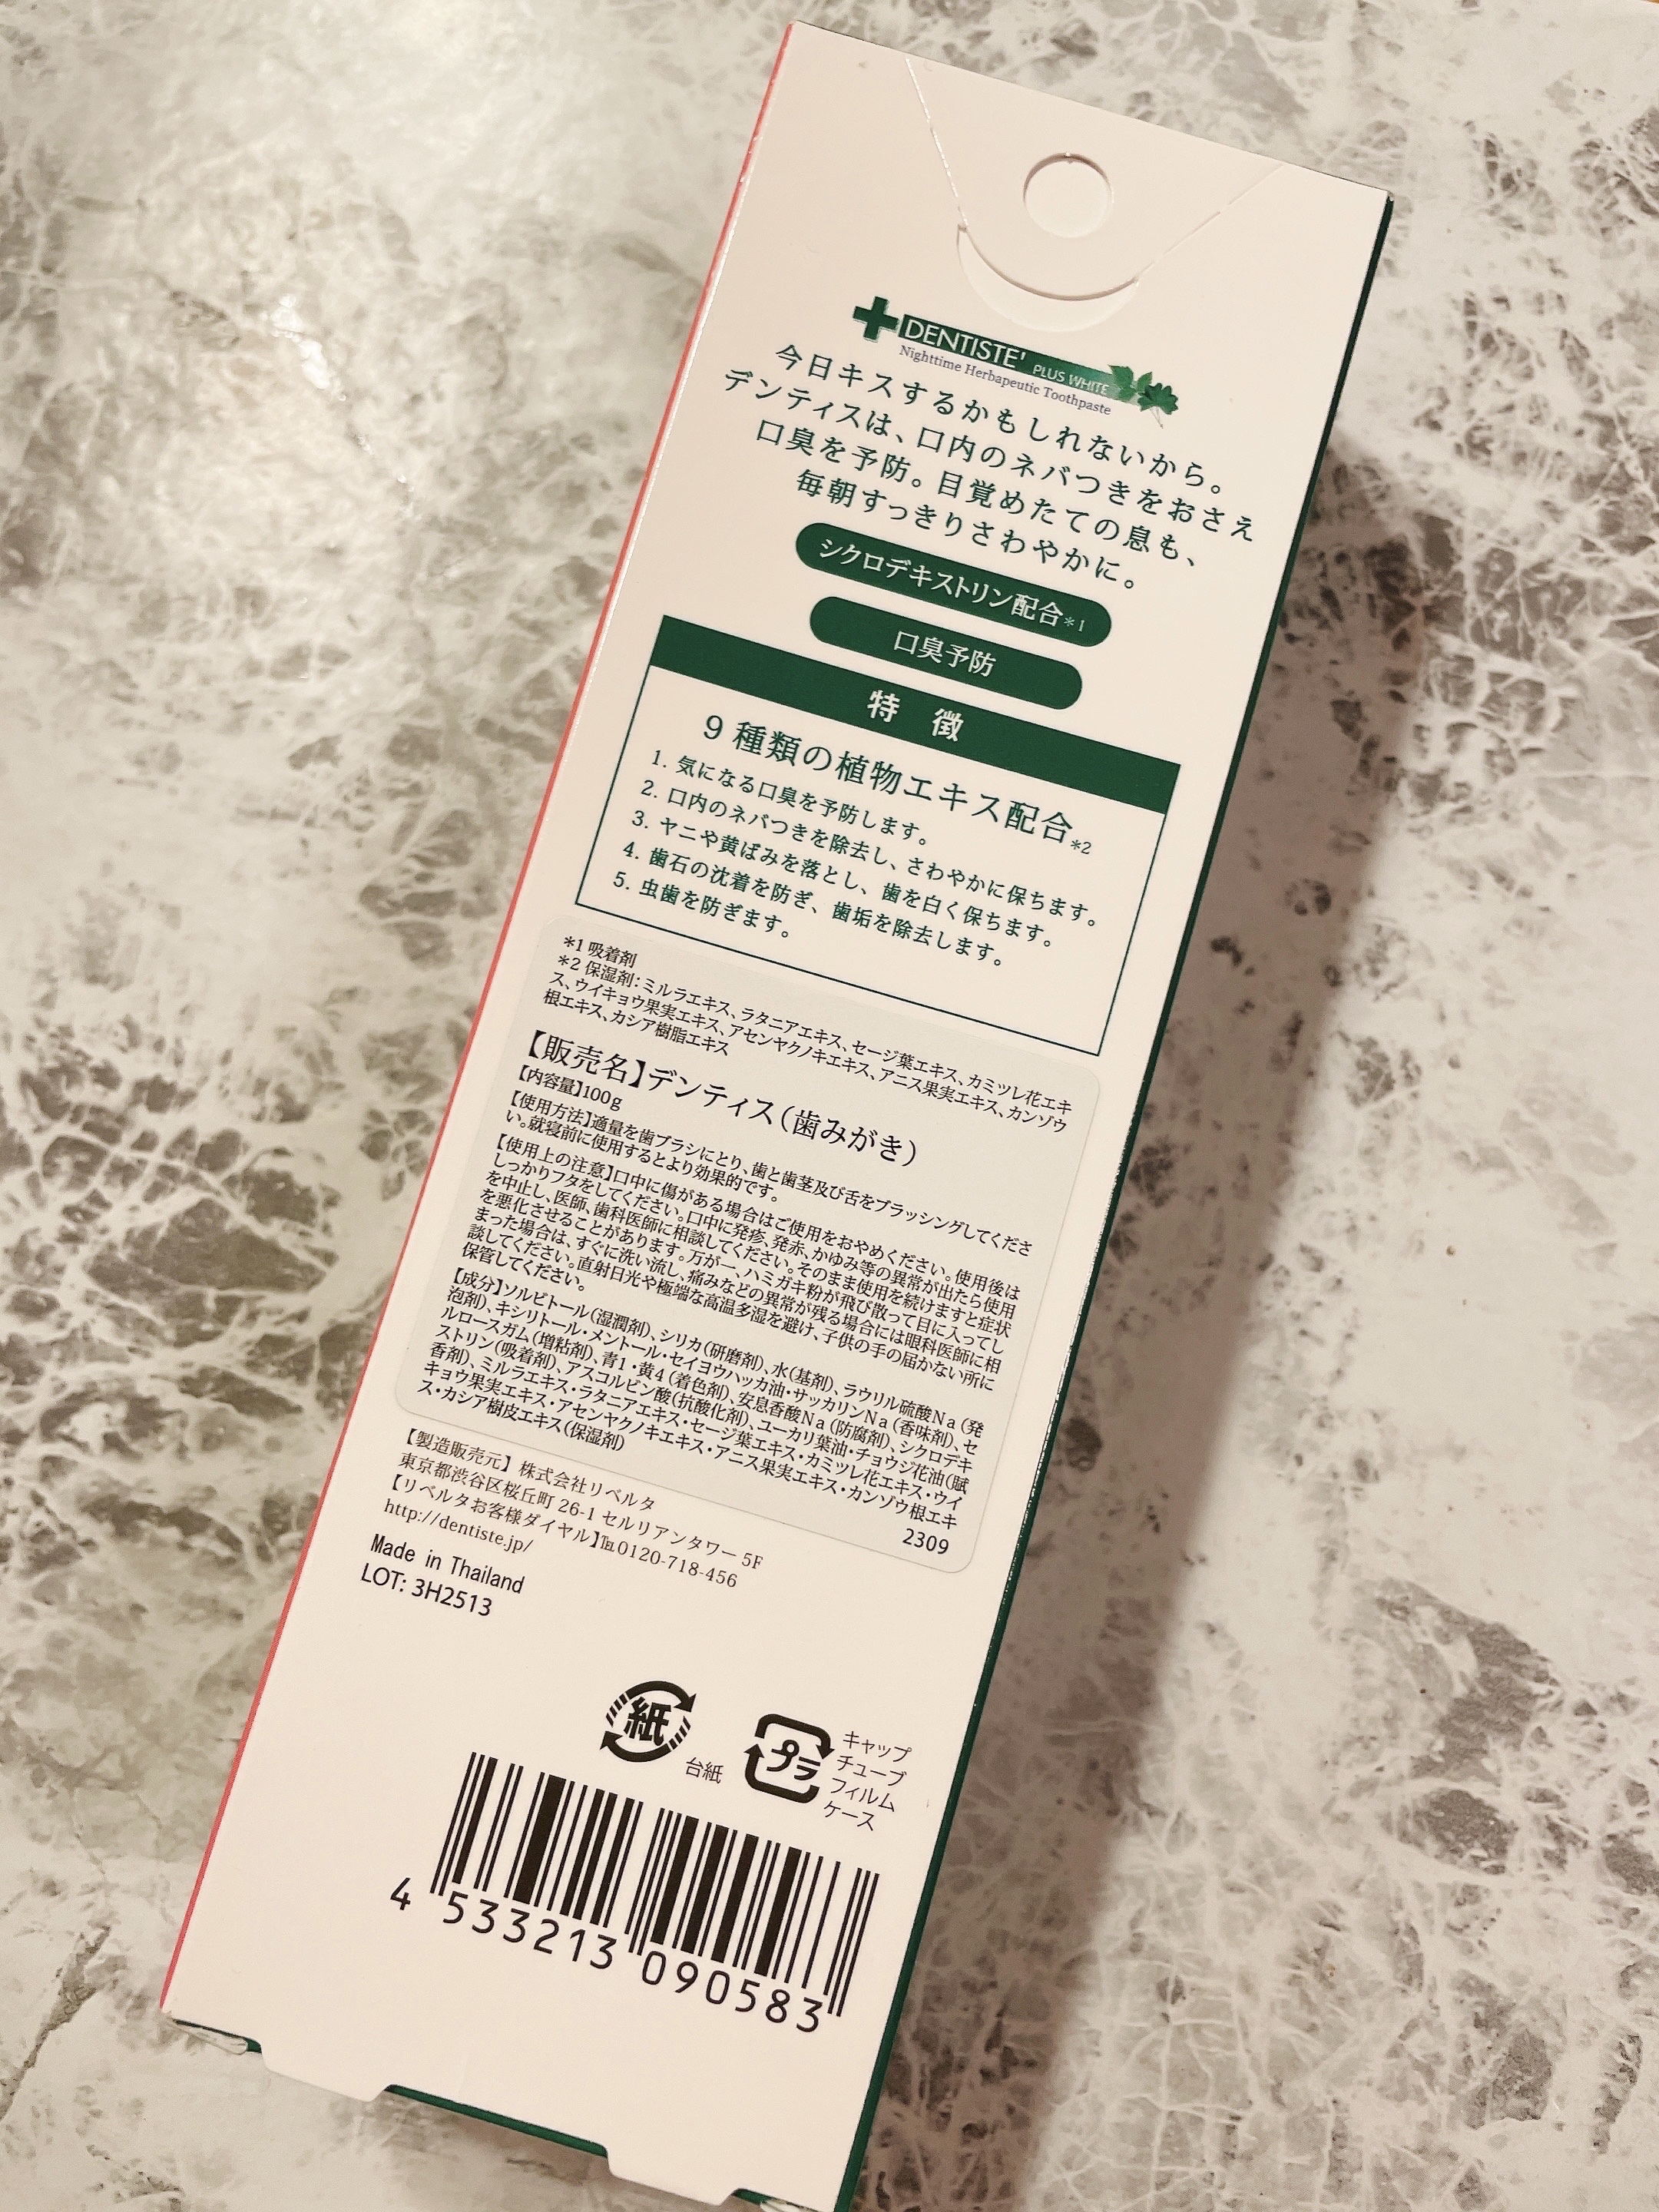 DENTISTE' PLUS WHITE
Nighttime Herbapeutic Toothpaste
今日キスするかもしれないから。
デンティスは、口内のネバつきをおさえ
口臭を予防。目覚めたての息も、
毎朝すっきりさわやかに。
シクロデキストリン配合*1
口臭予防
特 徴
9種類の植物エキス配合*2
1. 気になる口臭を予防します。
2. 口内のネバつきを除去し、さわやかに保ちます。
3. ヤニや黄ばみを落とし、歯を白く保ちます。
4. 歯石の沈着を防ぎ、歯垢を除去します。
5. 虫歯を防ぎます。
*1 吸着剤
*2 保湿剤：ミルラエキス、ラタニアエキス、セージ葉エキス、カミツレ花エキ
ス、ウイキョウ果実エキス、アセンヤクノキエキス、アニス果実エキス、カンゾウ
根エキス、カシア樹脂エキス
【販売名】デンティス（歯みがき）
【内容量】100g
【使用方法】適量を歯ブラシにとり、歯と歯茎及び舌をブラッシングしてくださ
い。就寝前に使用するとより効果的です。
【使用上の注意】口中に傷がある場合はご使用をおやめください。使用後は
しっかりフタをしてください。口中に発疹、発赤、かゆみ等の異常が出たら使用
を中止し、医師、歯科医師に相談してください。そのまま使用を続けますと症状
を悪化させることがあります。万が一、ハミガキ粉が飛び散って目に入ってし
まった場合は、すぐに洗い流し、痛みなどの異常が残る場合には眼科医師に相
談してください。直射日光や極端な高温多湿を避け、子供の手の届かない所に
保管してください。
【成分】ソルビトール（湿潤剤）、シリカ（研磨剤）、水（基剤）、ラウリル硫酸Na（発
泡剤）、キシリトール・メントール・セイヨウハッカ油・サッカリンNa（香味剤）、セ
ルロースガム（増粘剤）、青1・黄4（着色剤）、安息香酸Na（防腐剤）、シクロデキ
ストリン（吸着剤）、アスコルビン酸（抗酸化剤）、ユーカリ葉油・チョウジ花油（賦
香剤）、ミルラエキス・ラタニアエキス・セージ葉エキス・カミツレ花エキス・ウイ
キョウ果実エキス・アセンヤクノキエキス・アニス果実エキス・カンゾウ根エキ
ス・カシア樹皮エキス（保湿剤）
2309
【製造販売元】 株式会社リベルタ
東京都渋谷区桜丘町 26-1 セルリアンタワー 5F
【リベルタお客様ダイヤル】℡0120-718-456
http://dentiste.jp/
Made in Thailand
LOT: 3H2513
紙
台紙
プラ
キャップ
チューブ
フィルム
ケース
4 533213 090583